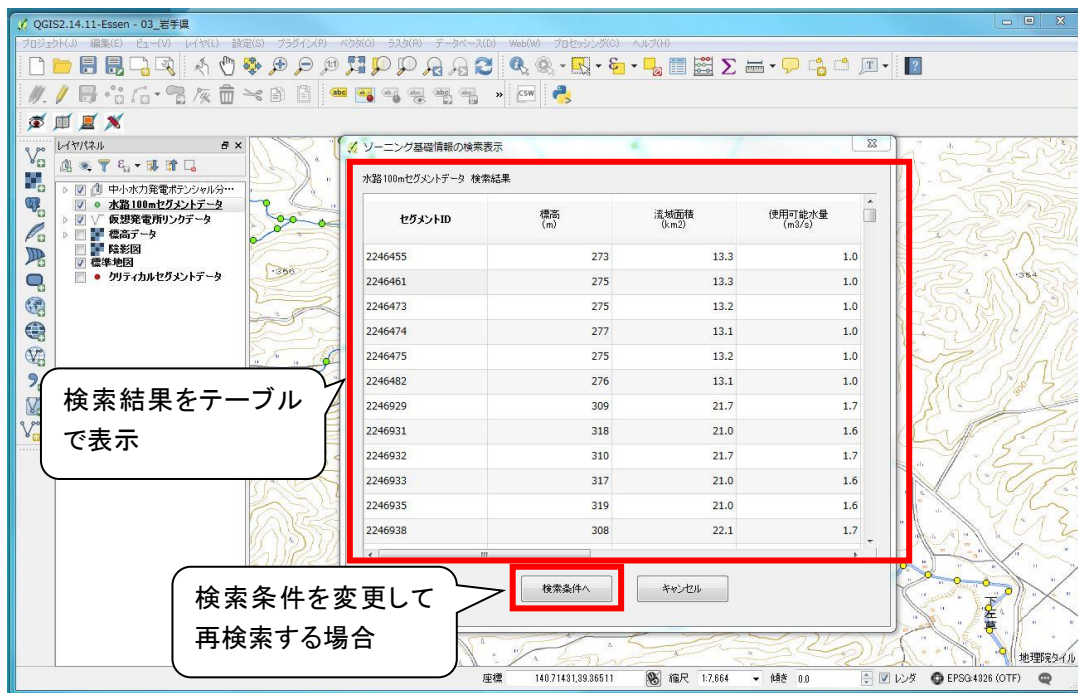 QGIS2.14.11-Essen - 03_岩手県
プロジェクト(J) 編集(E) ビュー(V) レイヤ(L) 設定(S) プラグイン(P) ベクタ(O) ラスタ(R) データベース(D) Web(W) プロセッシング(C) ヘルプ(H)
レイヤパネル
中小水力発電ポテンシャル分…
水路100mセグメントデータ
仮想発電所リンクデータ
標高データ
陰影図
標準地図
クリティカルセグメントデータ
ゾーニング基礎情報の検索表示
水路100mセグメントデータ 検索結果
セグメントID 標高(m) 流域面積(km2) 使用可能水量(m3/s)
2246455 273 13.3 1.0
2246461 275 13.3 1.0
2246473 275 13.2 1.0
2246474 277 13.1 1.0
2246475 275 13.2 1.0
2246482 276 13.1 1.0
2246929 309 21.7 1.7
2246931 318 21.0 1.6
2246932 310 21.7 1.7
2246933 317 21.0 1.6
2246935 319 21.0 1.6
2246938 308 22.1 1.7
検索結果をテーブル
で表示
検索条件へ キャンセル
検索条件を変更して
再検索する場合
・366
・354
300
下左草
地理院タイル
座標 140.71431,39.36511 縮尺 1:7,664 傾き 0.0 レンダ EPSG:4326 (OTF)